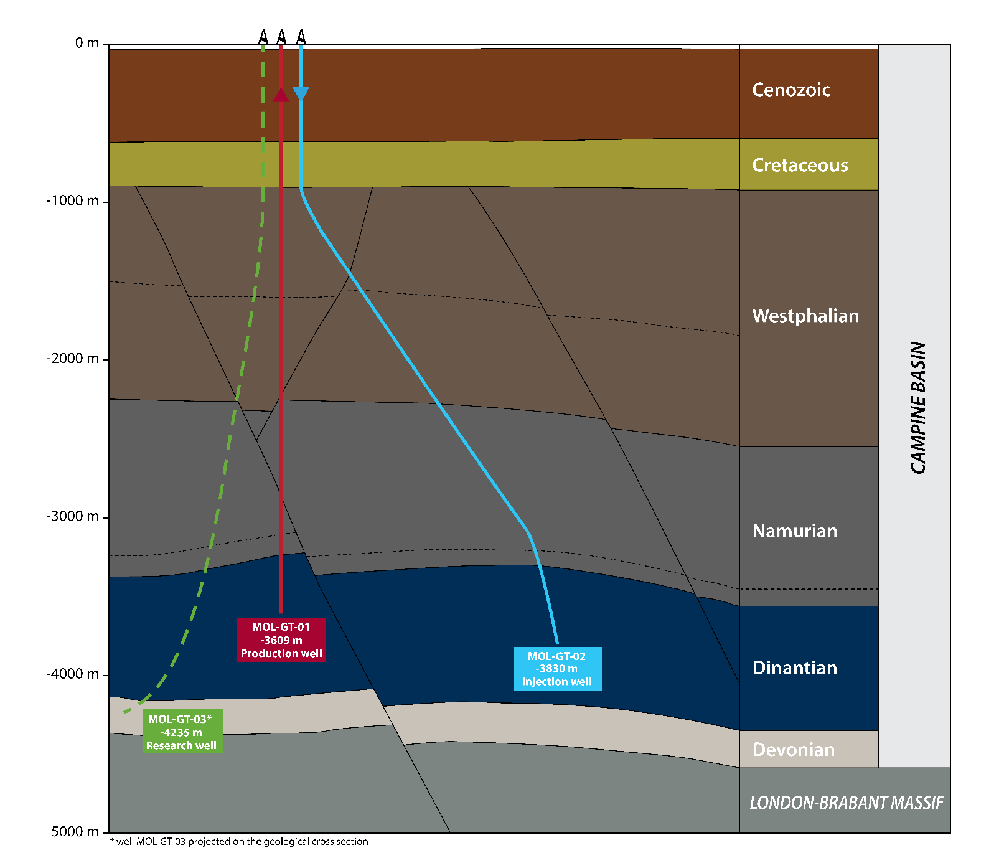 0 m
-1000 m
-2000 m
-3000 m
-4000 m
-5000 m
Cenozoic
Cretaceous
Westphalian
Namurian
Dinantian
Devonian
CAMPINE BASIN
LONDON-BRABANT MASSIF
MOL-GT-01
-3609 m
Production well
MOL-GT-02
-3830 m
Injection well
MOL-GT-03*
-4235 m
Research well
* well MOL-GT-03 projected on the geological cross section